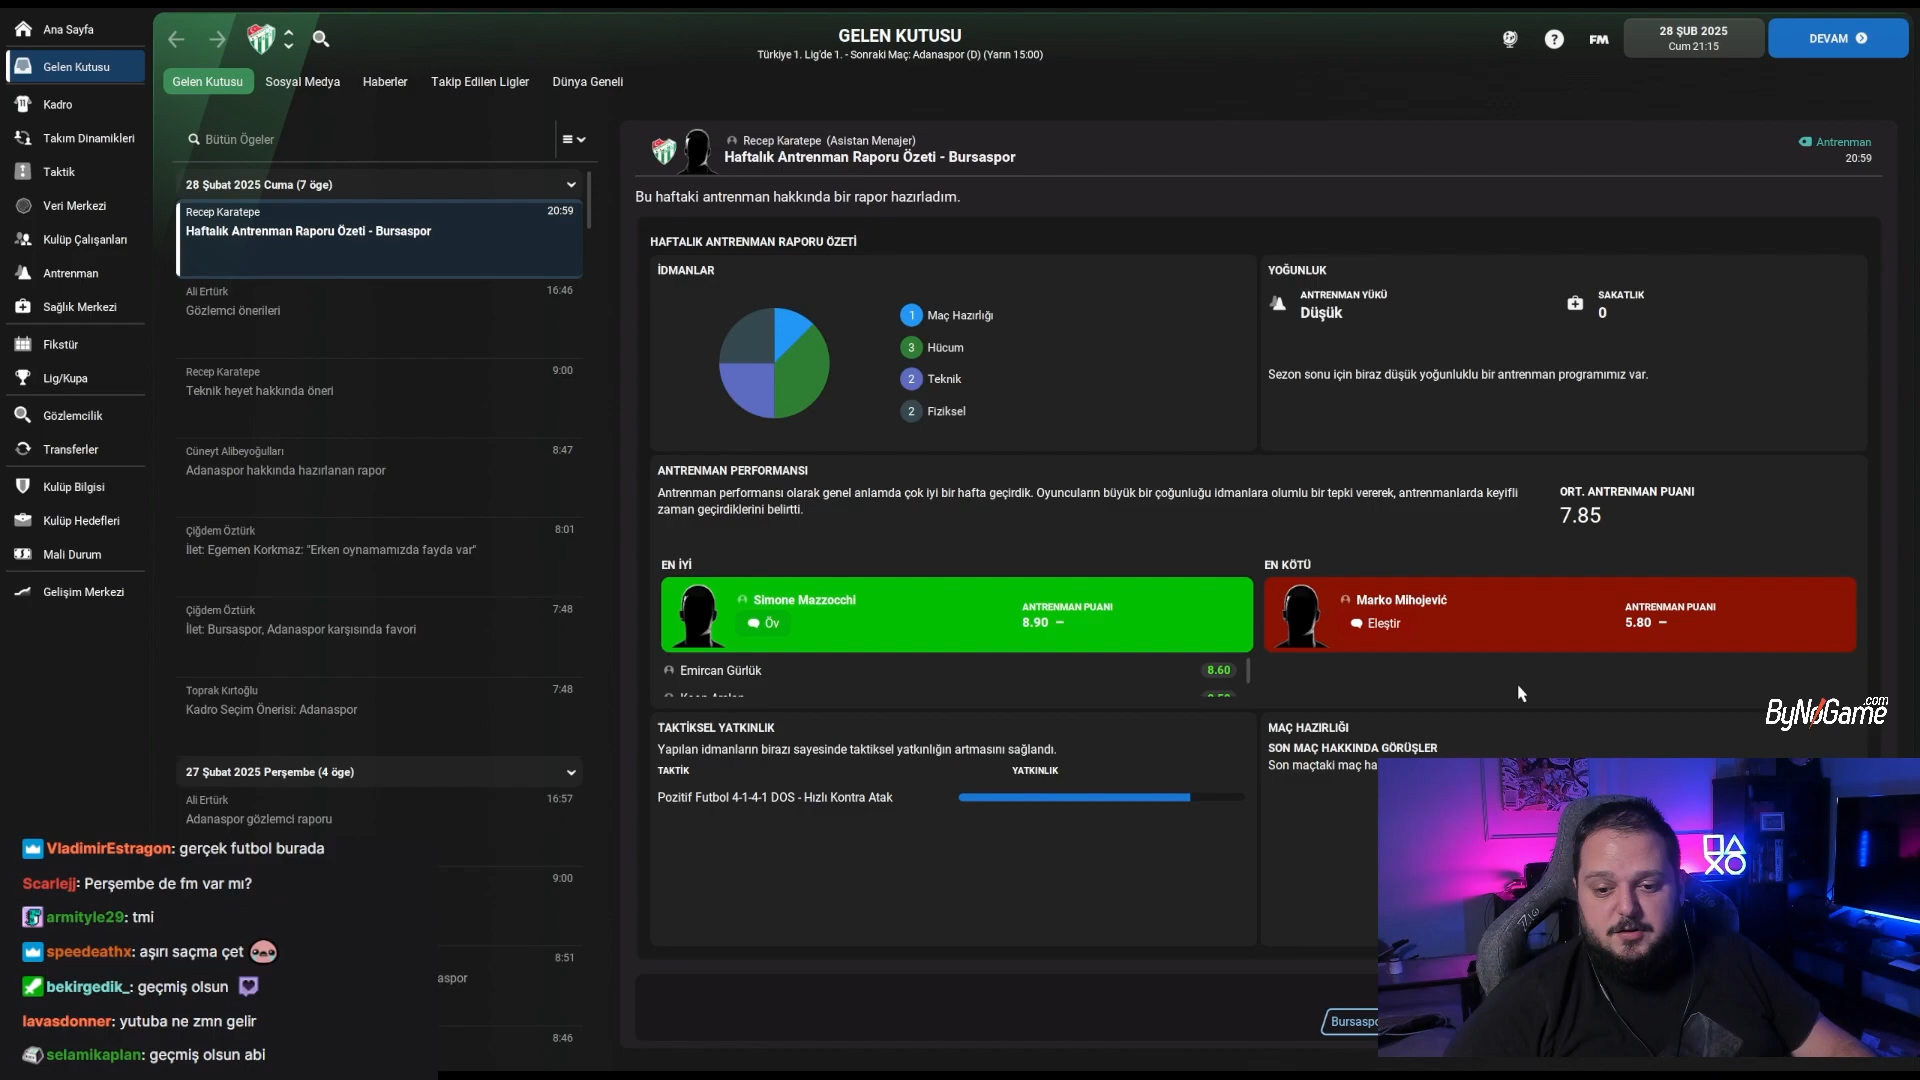 Ana Sayfa
Gelen Kutusu
Kadro
Takım Dinamikleri
Taktik
Veri Merkezi
Kulüp Çalışanları
Antrenman
Sağlık Merkezi
Fikstür
Lig/Kupa
Gözlemcilik
Transferler
Kulüp Bilgisi
Kulüp Hedefleri
Mali Durum
Gelişim Merkezi
GELEN KUTUSU
Türkiye 1. Lig'de 1. - Sonraki Maç: Adanaspor (D) (Yarın 15:00)
FM
28 ŞUB 2025
Cum 21:15
DEVAM
Gelen Kutusu Sosyal Medya Haberler Takip Edilen Ligler Dünya Geneli
Bütün Ögeler
28 Şubat 2025 Cuma (7 öge)
Recep Karatepe 20:59
Haftalık Antrenman Raporu Özeti - Bursaspor
Ali Ertürk 16:46
Gözlemci önerileri
Recep Karatepe 9:00
Teknik heyet hakkında öneri
Cüneyt Alibeyoğulları 8:47
Adanaspor hakkında hazırlanan rapor
Çiğdem Öztürk 8:01
İlet: Egemen Korkmaz: "Erken oynamamızda fayda var"
Çiğdem Öztürk 7:48
İlet: Bursaspor, Adanaspor karşısında favori
Toprak Kırtoğlu 7:48
Kadro Seçim Önerisi: Adanaspor
27 Şubat 2025 Perşembe (4 öge)
Ali Ertürk 16:57
Adanaspor gözlemci raporu
9:00
8:51
aspor
8:46
Recep Karatepe (Asistan Menajer)
Haftalık Antrenman Raporu Özeti - Bursaspor
Antrenman
20:59
Bu haftaki antrenman hakkında bir rapor hazırladım.
HAFTALIK ANTRENMAN RAPORU ÖZETİ
İDMANLAR
1 Maç Hazırlığı
3 Hücum
2 Teknik
2 Fiziksel
YOĞUNLUK
ANTRENMAN YÜKÜ
Düşük
SAKATLIK
0
Sezon sonu için biraz düşük yoğunluklu bir antrenman programımız var.
ANTRENMAN PERFORMANSI
Antrenman performansı olarak genel anlamda çok iyi bir hafta geçirdik. Oyuncuların büyük bir çoğunluğu idmanlara olumlu bir tepki vererek, antrenmanlarda keyifli
zaman geçirdiklerini belirtti.
ORT. ANTRENMAN PUANI
7.85
EN İYİ
Simone Mazzocchi
Öv
ANTRENMAN PUANI
8.90 –
Emircan Gürlük 8.60
EN KÖTÜ
Marko Mihojević
Eleştir
ANTRENMAN PUANI
5.80 –
TAKTİKSEL YATKINLIK
Yapılan idmanların birazı sayesinde taktiksel yatkınlığın artmasını sağlandı.
TAKTİK YATKINLIK
Pozitif Futbol 4-1-4-1 DOS - Hızlı Kontra Atak
MAÇ HAZIRLIĞI
SON MAÇ HAKKINDA GÖRÜŞLER
Son maçtaki maç ha
Bursaspo
ByNoGame
.com
VladimirEstragon: gerçek futbol burada
Scarlejj: Perşembe de fm var mı?
armityle29: tmi
speedeathx: aşırı saçma çet
bekirgedik_: geçmiş olsun
lavasdonner: yutuba ne zmn gelir
selamikaplan: geçmiş olsun abi